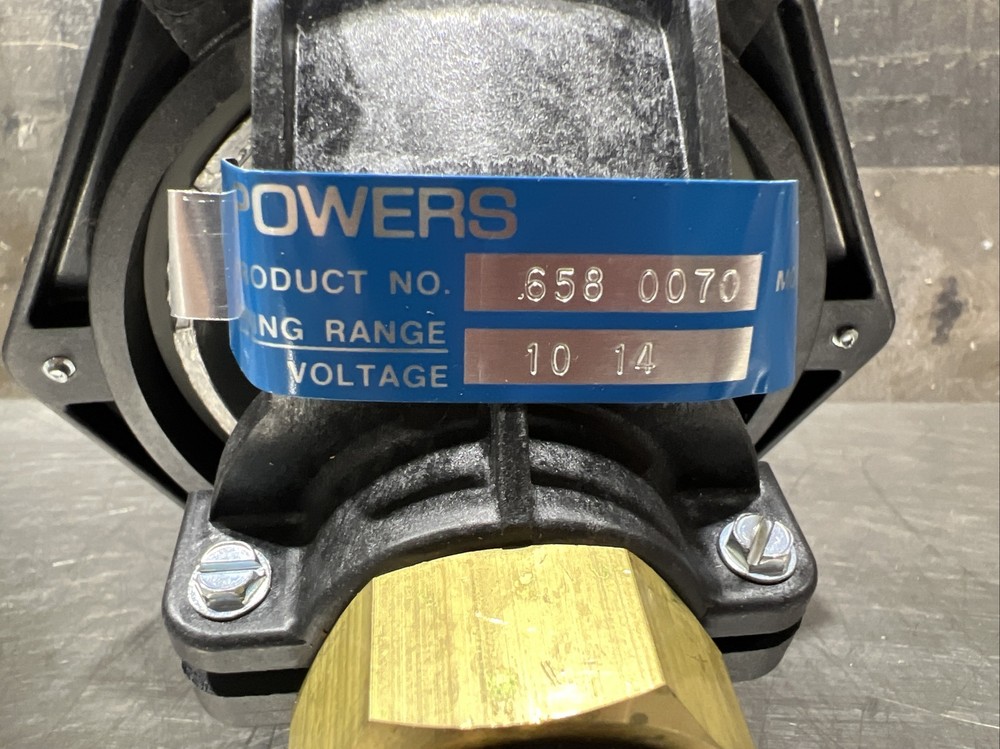 POWERS
RODUCT NO. 658 0070
NG RANGE
VOLTAGE 10 14